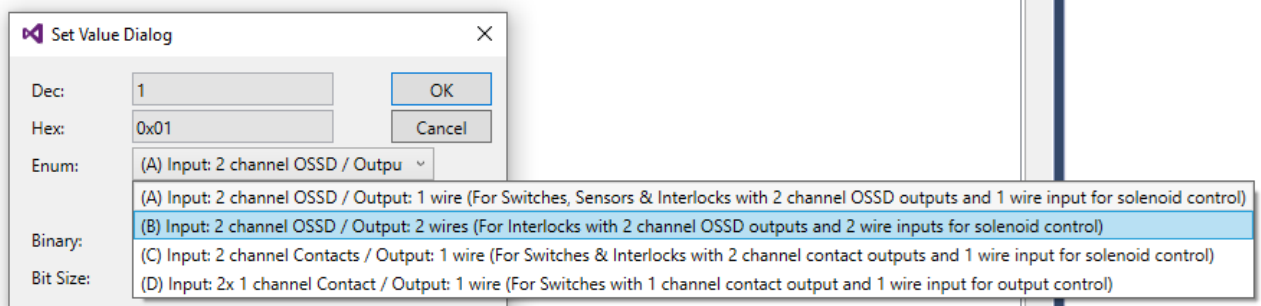 Set Value Dialog
Dec: 1 OK
Hex: 0x01 Cancel
Enum: (A) Input: 2 channel OSSD / Outpu
(A) Input: 2 channel OSSD / Output: 1 wire (For Switches, Sensors & Interlocks with 2 channel OSSD outputs and 1 wire input for solenoid control)
(B) Input: 2 channel OSSD / Output: 2 wires (For Interlocks with 2 channel OSSD outputs and 2 wire inputs for solenoid control)
Binary:
(C) Input: 2 channel Contacts / Output: 1 wire (For Switches & Interlocks with 2 channel contact outputs and 1 wire input for solenoid control)
Bit Size:
(D) Input: 2x 1 channel Contact / Output: 1 wire (For Switches with 1 channel contact output and 1 wire input for output control)